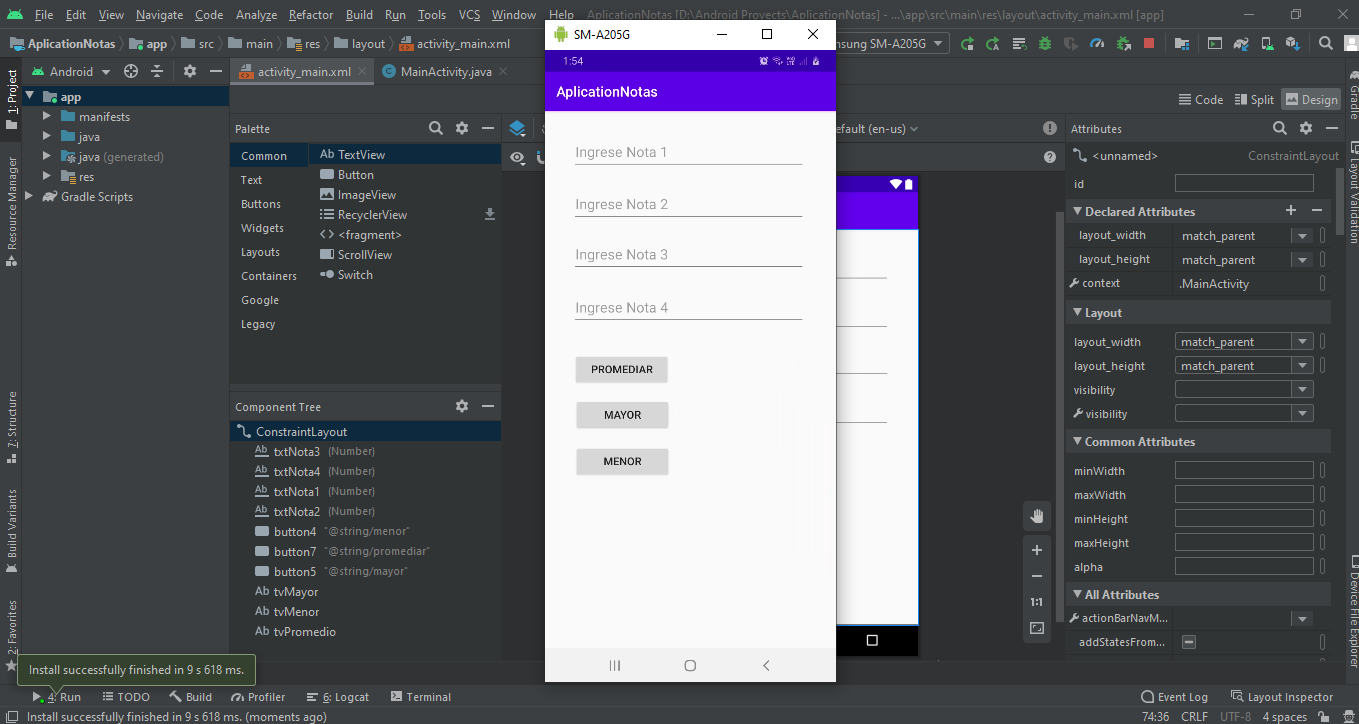 File Edit View Navigate Code Analyze Refactor Build Run Tools VCS Window Help AplicationNotas [D:\Android Proyects\AplicationNotas] - ...\app\src\main\res\layout\activity_main.xml [app]
AplicationNotas app src main res layout activity_main.xml
nsung SM-A205G
Android
activity_main.xml
MainActivity.java
Code Split Design
1: Project
Resource Manager
7: Structure
Build Variants
2: Favorites
app
manifests
java
java (generated)
res
Gradle Scripts
Palette
Common
Text
Buttons
Widgets
Layouts
Containers
Google
Legacy
Ab TextView
Button
ImageView
RecyclerView
<fragment>
ScrollView
Switch
Component Tree
ConstraintLayout
Ab txtNota3 (Number)
Ab txtNota4 (Number)
Ab txtNota1 (Number)
Ab txtNota2 (Number)
button4 "@string/menor"
button7 "@string/promediar"
button5 "@string/mayor"
Ab tvMayor
Ab tvMenor
Ab tvPromedio
SM-A205G
1:54
AplicationNotas
Ingrese Nota 1
Ingrese Nota 2
Ingrese Nota 3
Ingrese Nota 4
PROMEDIAR
MAYOR
MENOR
efault (en-us)
1:1
Attributes
<unnamed> ConstraintLayout
id
Declared Attributes
layout_width match_parent
layout_height match_parent
context .MainActivity
Layout
layout_width match_parent
layout_height match_parent
visibility
visibility
Common Attributes
minWidth
maxWidth
minHeight
maxHeight
alpha
All Attributes
actionBarNavM...
addStatesFrom...
Gradle
Layout Validation
Device File Explorer
Install successfully finished in 9 s 618 ms.
4: Run TODO Build Profiler 6: Logcat Terminal Event Log Layout Inspector
Install successfully finished in 9 s 618 ms. (moments ago) 74:36 CRLF UTF-8 4 spaces